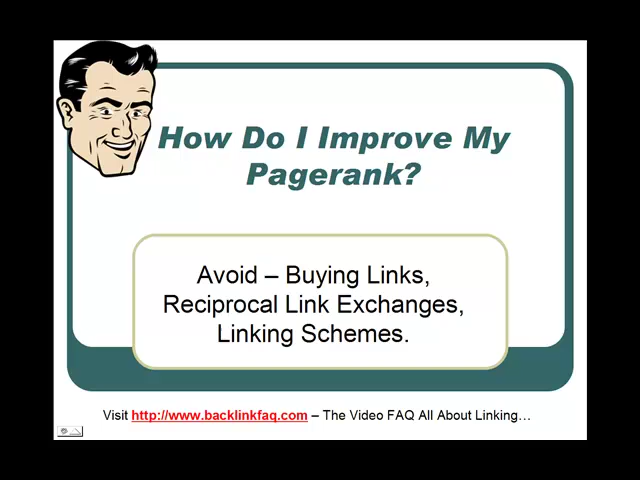 How Do I Improve My
Pagerank?
Avoid – Buying Links,
Reciprocal Link Exchanges,
Linking Schemes.
Visit http://www.backlinkfaq.com – The Video FAQ All About Linking…